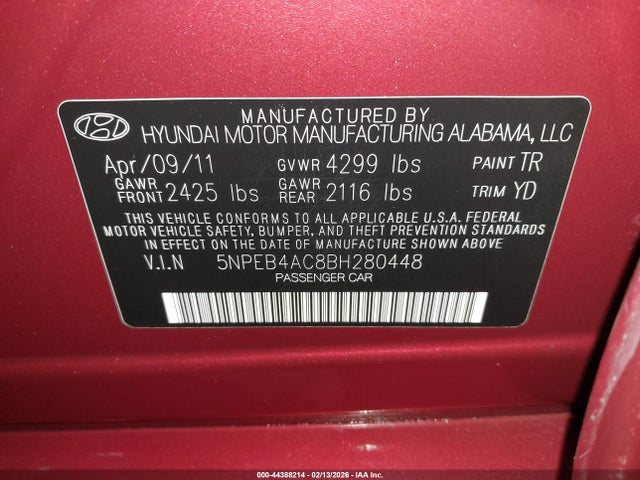 MANUFACTURED BY
HYUNDAI MOTOR MANUFACTURING ALABAMA, LLC
Apr/09/11 GVWR 4299 lbs PAINT TR
GAWR FRONT 2425 lbs GAWR REAR 2116 lbs TRIM YD
THIS VEHICLE CONFORMS TO ALL APPLICABLE U.S.A. FEDERAL
MOTOR VEHICLE SAFETY, BUMPER, AND THEFT PREVENTION STANDARDS
IN EFFECT ON THE DATE OF MANUFACTURE SHOWN ABOVE.
V.I.N 5NPEB4AC8BH280448
PASSENGER CAR
000-44388214 - 02/13/2026 - IAA Inc.